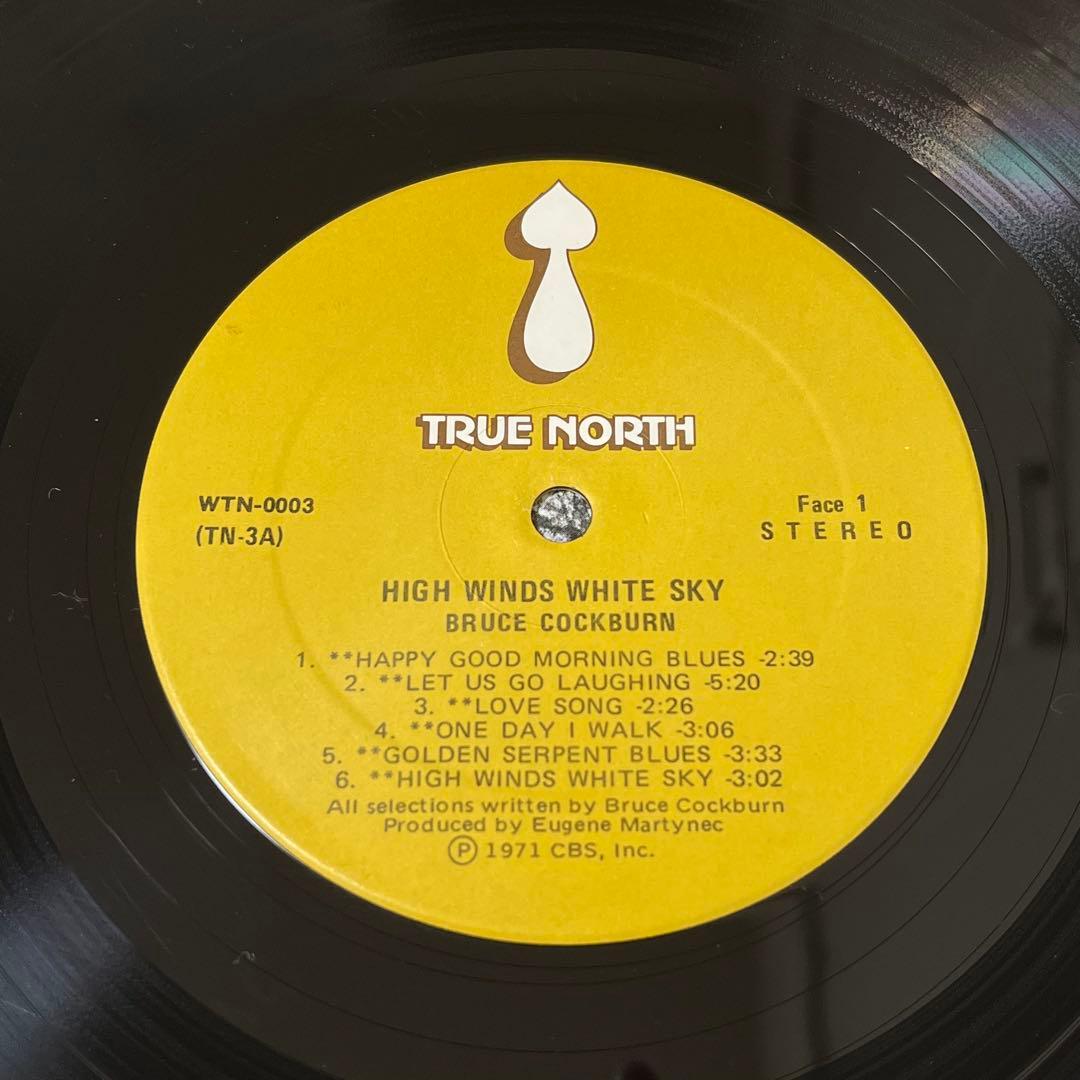 TRUE NORTH
WTN-0003
(TN-3A)
Face 1
STEREO
HIGH WINDS WHITE SKY
BRUCE COCKBURN
1. **HAPPY GOOD MORNING BLUES -2:39
2. **LET US GO LAUGHING -5:20
3. **LOVE SONG -2:26
4. **ONE DAY I WALK -3:06
5. **GOLDEN SERPENT BLUES -3:33
6. **HIGH WINDS WHITE SKY -3:02
All selections written by Bruce Cockburn
Produced by Eugene Martynec
Ⓟ 1971 CBS, Inc.